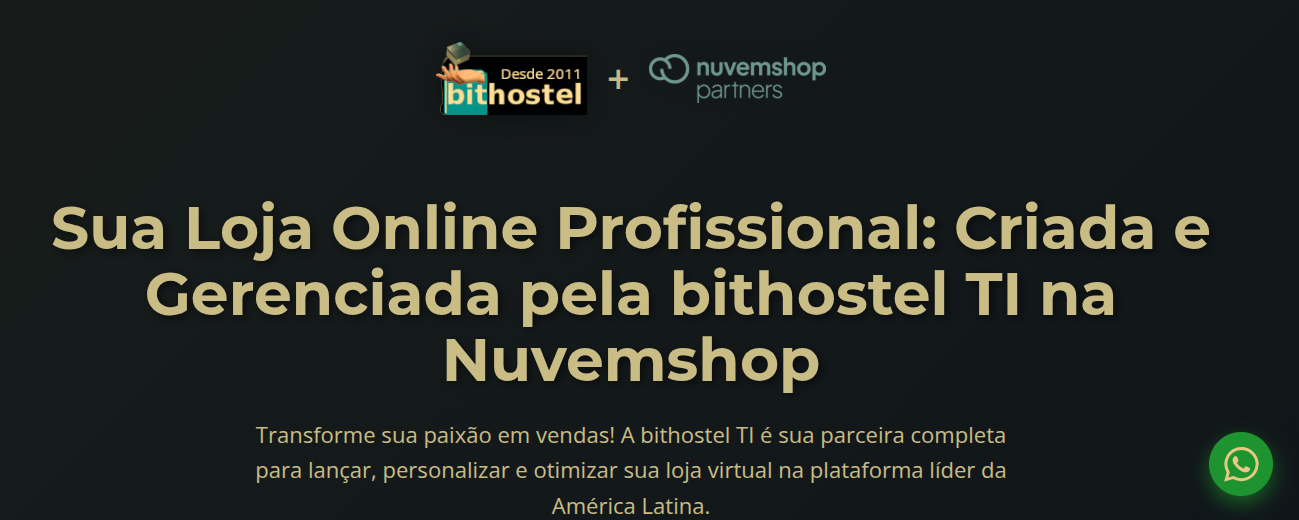 Desde 2011
bithostel
+
nuvemshop
partners
Sua Loja Online Profissional: Criada e
Gerenciada pela bithostel TI na
Nuvemshop
Transforme sua paixão em vendas! A bithostel TI é sua parceira completa
para lançar, personalizar e otimizar sua loja virtual na plataforma líder da
América Latina.